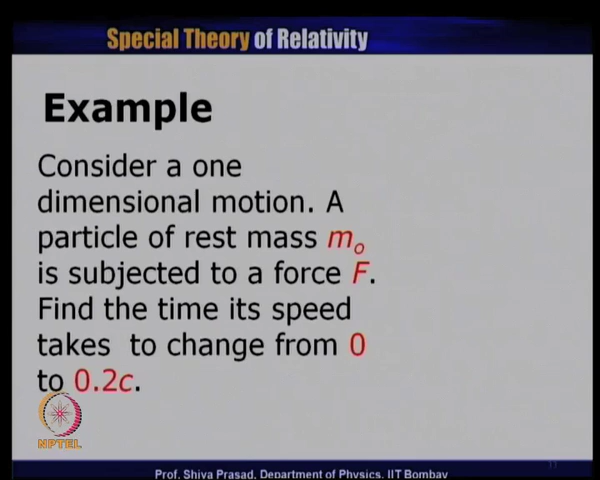 Special Theory of Relativity
Example
Consider a one
dimensional motion. A
particle of rest mass mo
is subjected to a force F.
Find the time its speed
takes to change from 0
to 0.2c.
NPTEL
Prof. Shiva Prasad, Department of Physics, IIT Bombay
11